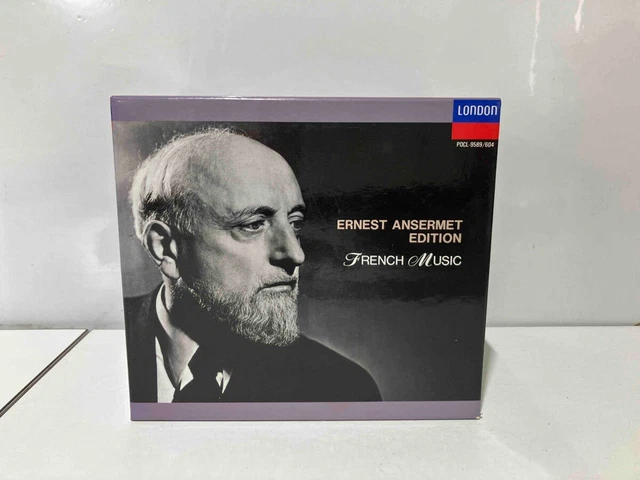 LONDON
POCL-9589/604
ERNEST ANSERMET
EDITION
FRENCH MUSIC